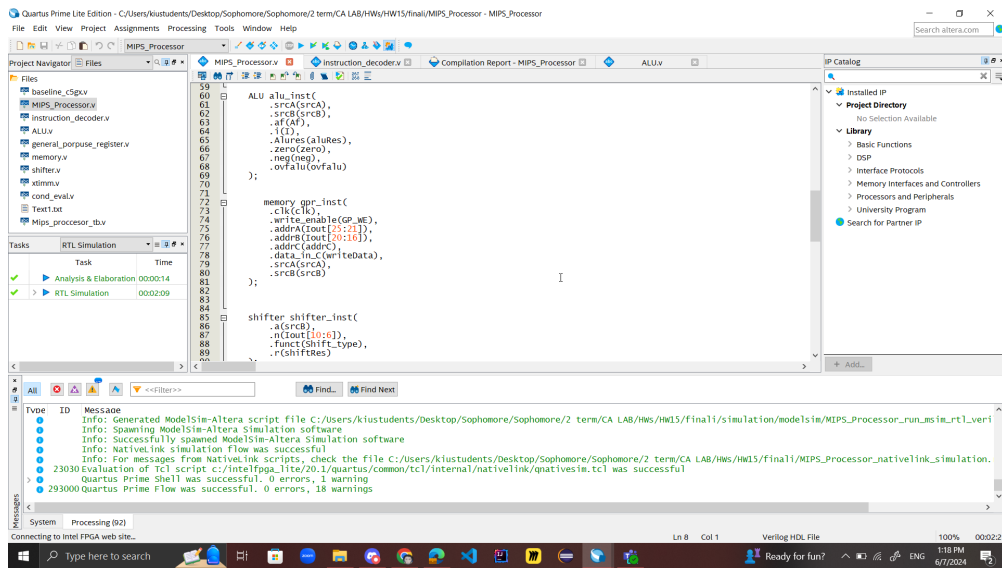 Quartus Prime Lite Edition - C:/Users/kiustudents/Desktop/Sophomore/Sophomore/2 term/CA LAB/HWs/HW15/finali/MIPS_Processor - MIPS_Processor
File Edit View Project Assignments Processing Tools Window Help
Search altera.com
MIPS_Processor
Project Navigator Files
MIPS_Processor.v
instruction_decoder.v
Compilation Report - MIPS_Processor
ALU.v
IP Catalog
Files
baseline_c5gx.v
MIPS_Processor.v
instruction_decoder.v
ALU.v
general_porpuse_register.v
memory.v
shifter.v
xtimm.v
cond_eval.v
Text1.txt
Mips_proccesor_tb.v
Tasks RTL Simulation
Task Time
Analysis & Elaboration 00:00:14
RTL Simulation 00:02:09
59
60 ALU alu_inst(
61 .srcA(srcA),
62 .srcB(srcB),
63 .af(Af),
64 .i(I),
65 .Alures(aluRes),
66 .zero(zero),
67 .neg(neg),
68 .ovfalu(ovfalu)
69 );
70
71
72 memory gpr_inst(
73 .clk(clk),
74 .write_enable(GP_WE),
75 .addrA(Iout[25:21]),
76 .addrB(Iout[20:16]),
77 .addrC(addrC),
78 .data_in_C(writeData),
79 .srcA(srcA),
80 .srcB(srcB)
81 );
82
83
84
85 shifter shifter_inst(
86 .a(srcB),
87 .n(Iout[10:6]),
88 .funct(Shift_type),
89 .r(shiftRes)
90 );
Installed IP
Project Directory
No Selection Available
Library
Basic Functions
DSP
Interface Protocols
Memory Interfaces and Controllers
Processors and Peripherals
University Program
Search for Partner IP
+ Add...
All <<Filter>> Find... Find Next
Type ID Message
Info: Generated ModelSim-Altera script file C:/Users/kiustudents/Desktop/Sophomore/Sophomore/2 term/CA LAB/HWs/HW15/finali/simulation/modelsim/MIPS_Processor_run_msim_rtl_veri
Info: Spawning ModelSim-Altera Simulation software
Info: Successfully spawned ModelSim-Altera Simulation software
Info: NativeLink simulation flow was successful
Info: For messages from NativeLink scripts, check the file C:/Users/kiustudents/Desktop/Sophomore/Sophomore/2 term/CA LAB/HWs/HW15/finali/MIPS_Processor_nativelink_simulation.
23030 Evaluation of Tcl script c:/intelfpga_lite/20.1/quartus/common/tcl/internal/nativelink/qnativesim.tcl was successful
Quartus Prime Shell was successful. 0 errors, 1 warning
293000 Quartus Prime Flow was successful. 0 errors, 18 warnings
Messages
System Processing (92)
Connecting to Intel FPGA web site...
Ln 8 Col 1 Verilog HDL File 100% 00:02:2
Type here to search
Ready for fun?
ENG
1:18 PM
6/7/2024
2